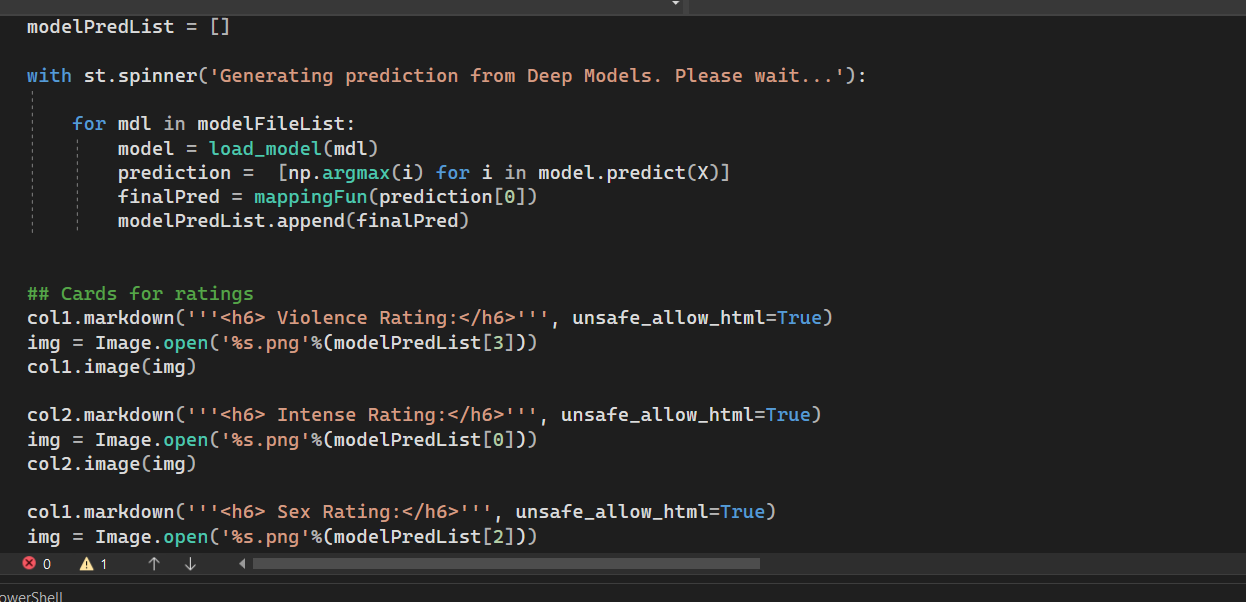 modelPredList = []
with st.spinner('Generating prediction from Deep Models. Please wait...'):
for mdl in modelFileList:
model = load_model(mdl)
prediction =  [np.argmax(i) for i in model.predict(X)]
finalPred = mappingFun(prediction[0])
modelPredList.append(finalPred)
## Cards for ratings
col1.markdown('''<h6> Violence Rating:</h6>''', unsafe_allow_html=True)
img = Image.open('%s.png'%(modelPredList[3]))
col1.image(img)
col2.markdown('''<h6> Intense Rating:</h6>''', unsafe_allow_html=True)
img = Image.open('%s.png'%(modelPredList[0]))
col2.image(img)
col1.markdown('''<h6> Sex Rating:</h6>''', unsafe_allow_html=True)
img = Image.open('%s.png'%(modelPredList[2]))
0 1
owerShell